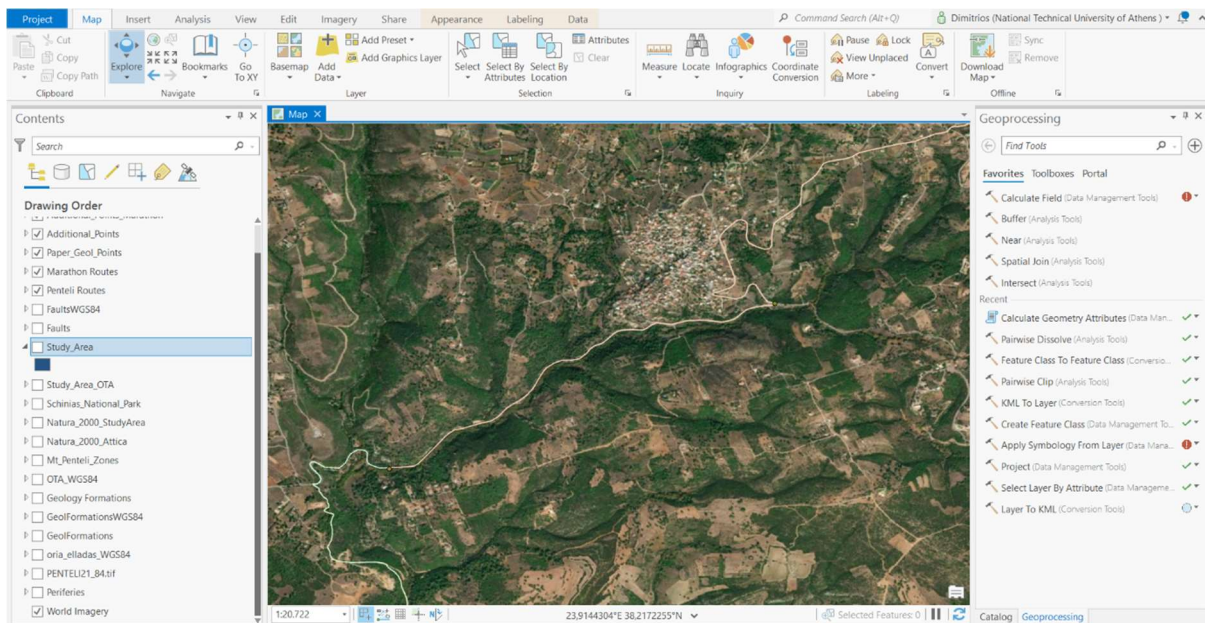 Project Map Insert Analysis View Edit Imagery Share Appearance Labeling Data
Command Search (Alt+Q)
Dimitrios (National Technical University of Athens)
Paste
Cut
Copy
Copy Path
Clipboard
Explore
Bookmarks
Go To XY
Navigate
Basemap
Add Data
Add Preset
Add Graphics Layer
Layer
Select
Select By Attributes
Select By Location
Attributes
Clear
Selection
Measure
Locate
Infographics
Coordinate Conversion
Inquiry
Pause
Lock
View Unplaced
More
Convert
Labeling
Download Map
Sync
Remove
Offline
Contents
Search
Drawing Order
Additional_Points_Marathon
Additional_Points
Paper_Geol_Points
Marathon Routes
Penteli Routes
FaultsWGS84
Faults
Study_Area
Study_Area_OTA
Schinias_National_Park
Natura_2000_StudyArea
Natura_2000_Attica
Mt_Penteli_Zones
OTA_WGS84
Geology Formations
GeolFormationsWGS84
GeolFormations
oria_elladas_WGS84
PENTELI21_84.tif
Peripheries
World Imagery
Map
1:20.722
23,9144304°E 38,2172255°N
Selected Features: 0
Geoprocessing
Find Tools
Favorites Toolboxes Portal
Calculate Field (Data Management Tools)
Buffer (Analysis Tools)
Near (Analysis Tools)
Spatial Join (Analysis Tools)
Intersect (Analysis Tools)
Recent
Calculate Geometry Attributes (Data Man...
Pairwise Dissolve (Analysis Tools)
Feature Class To Feature Class (Conversio...
Pairwise Clip (Analysis Tools)
KML To Layer (Conversion Tools)
Create Feature Class (Data Management To...
Apply Symbology From Layer (Data Mana...
Project (Data Management Tools)
Select Layer By Attribute (Data Manageme...
Layer To KML (Conversion Tools)
Catalog Geoprocessing